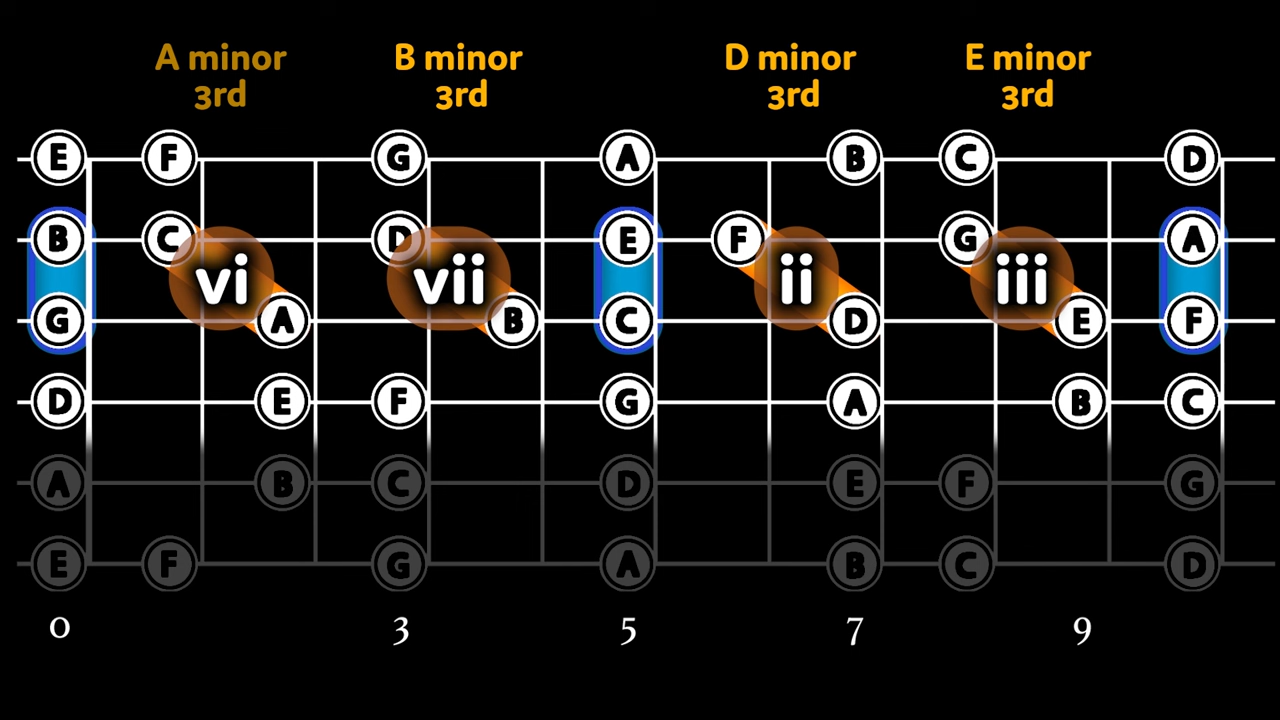 A minor B minor D minor E minor
3rd 3rd 3rd 3rd
E F G A B C D
B C D E F G A
vi vii ii iii
G A B C D E F
D E F G A B C
A B C D E F G
E F G A B C D
0 3 5 7 9